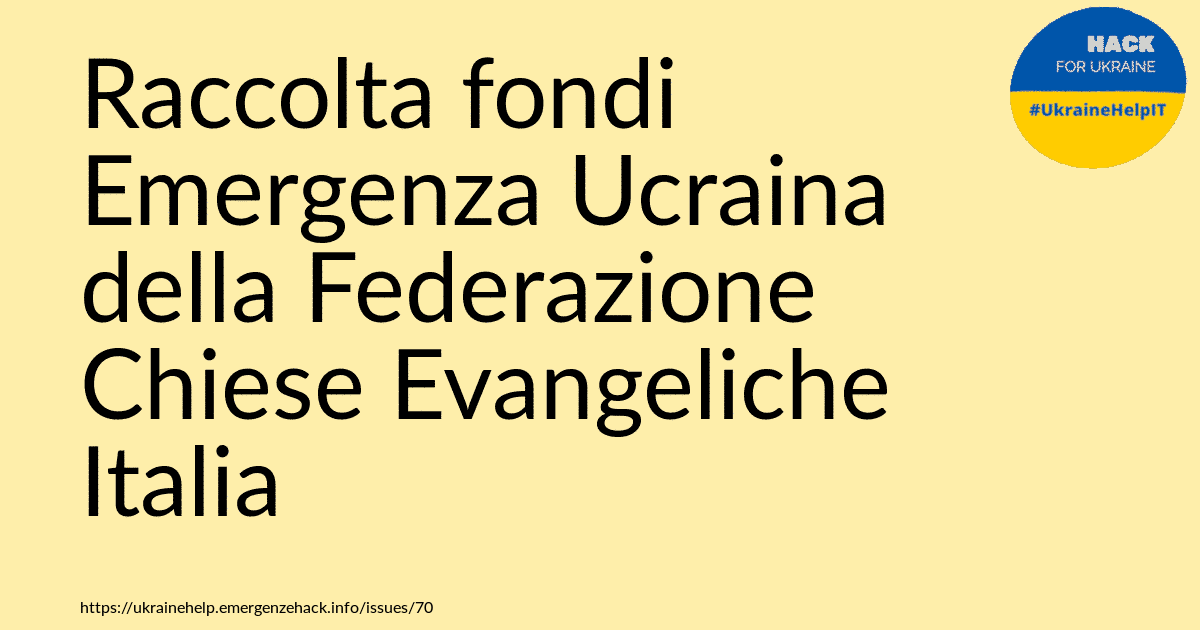 Raccolta fondi
Emergenza Ucraina
della Federazione
Chiese Evangeliche
Italia
HACK
FOR UKRAINE
#UkraineHelpIT
https://ukrainehelp.emergenzehack.info/issues/70